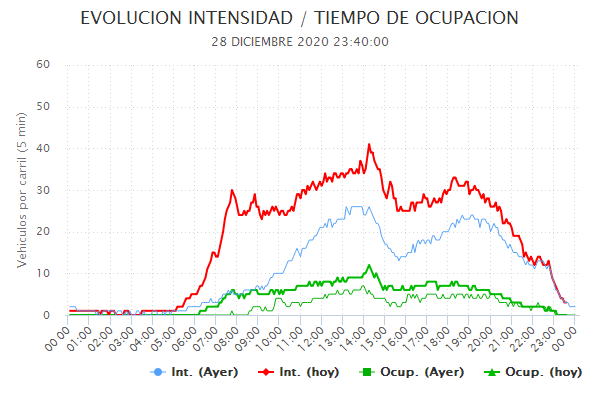 EVOLUCION INTENSIDAD / TIEMPO DE OCUPACION
28 DICIEMBRE 2020 23:40:00
Vehiculos por carril (5 min)
60
50
40
30
20
10
0
00:00 01:00 02:00 03:00 04:00 05:00 06:00 07:00 08:00 09:00 10:00 11:00 12:00 13:00 14:00 15:00 16:00 17:00 18:00 19:00 20:00 21:00 22:00 23:00 00:00
Int. (Ayer) Int. (hoy) Ocup. (Ayer) Ocup. (hoy)